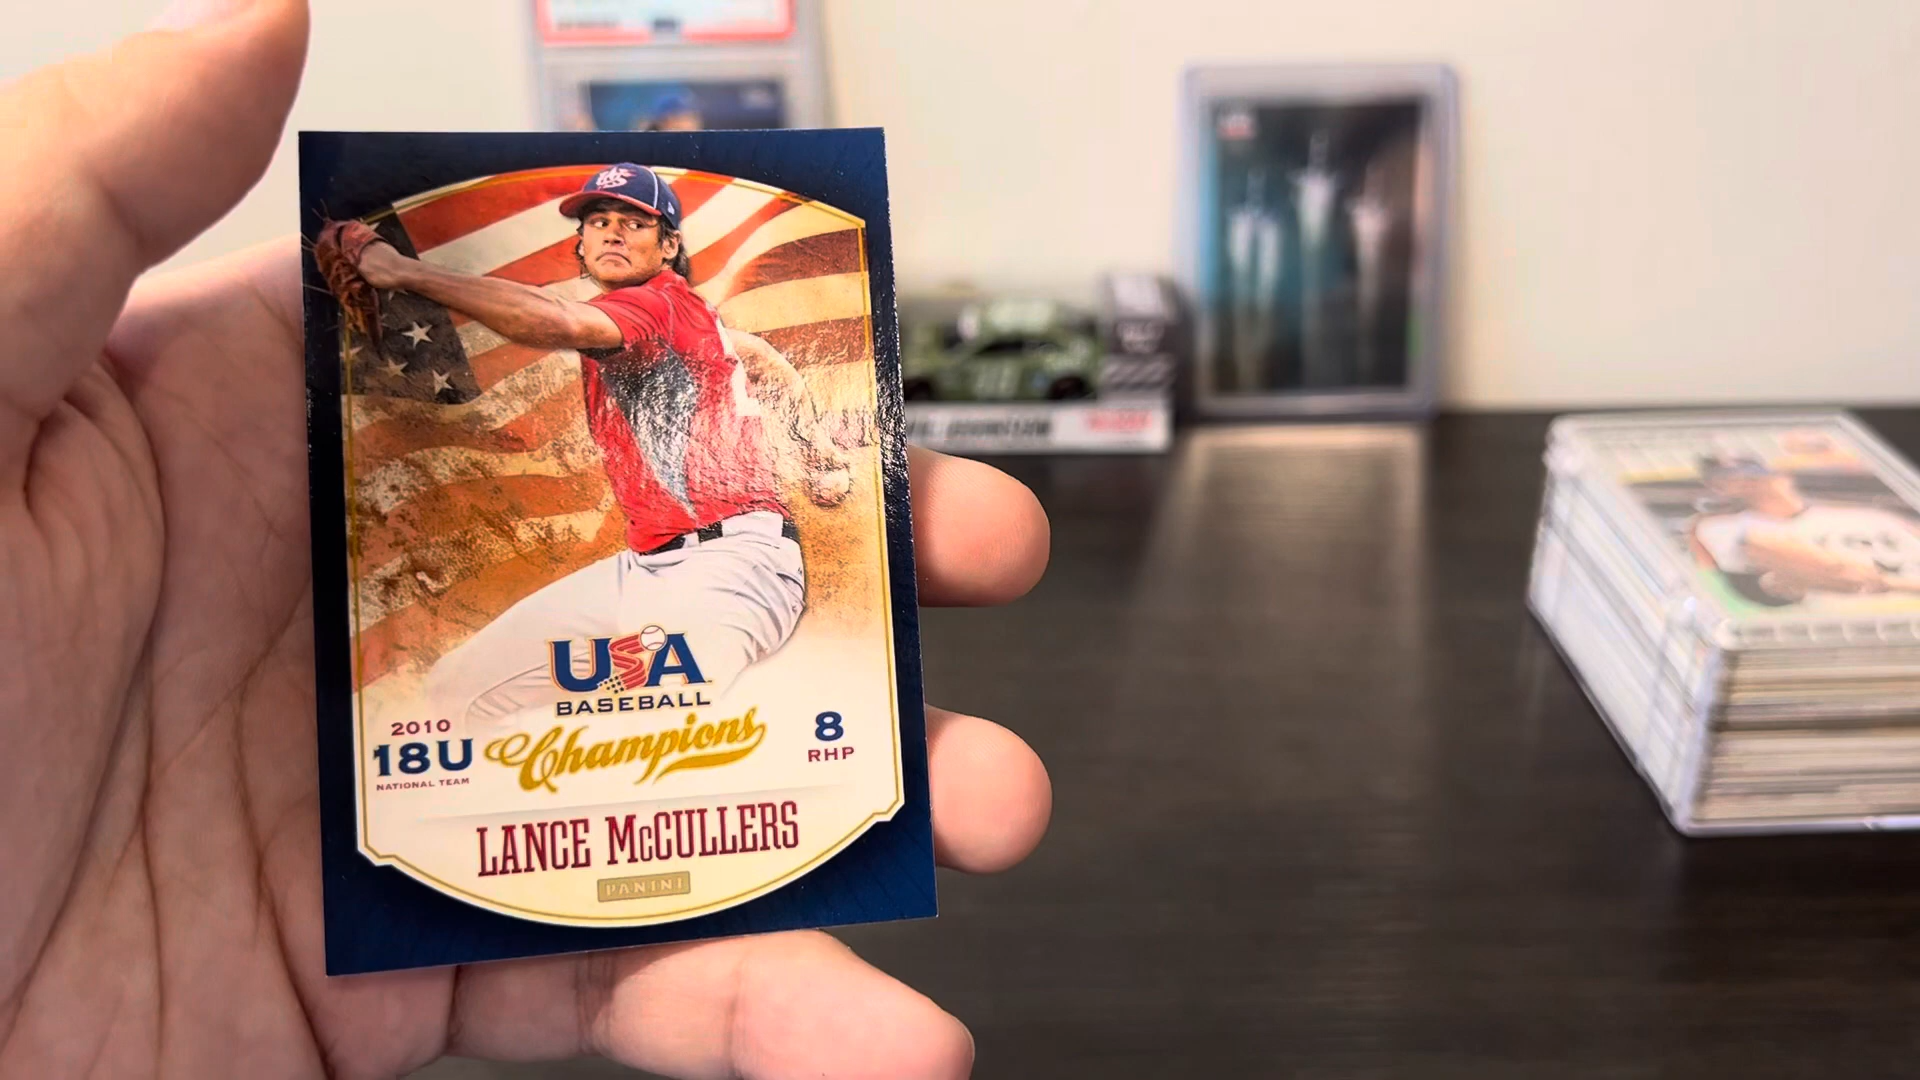 USA
BASEBALL
Champions
2010
18U
NATIONAL TEAM
8
RHP
LANCE McCULLERS
PANINI